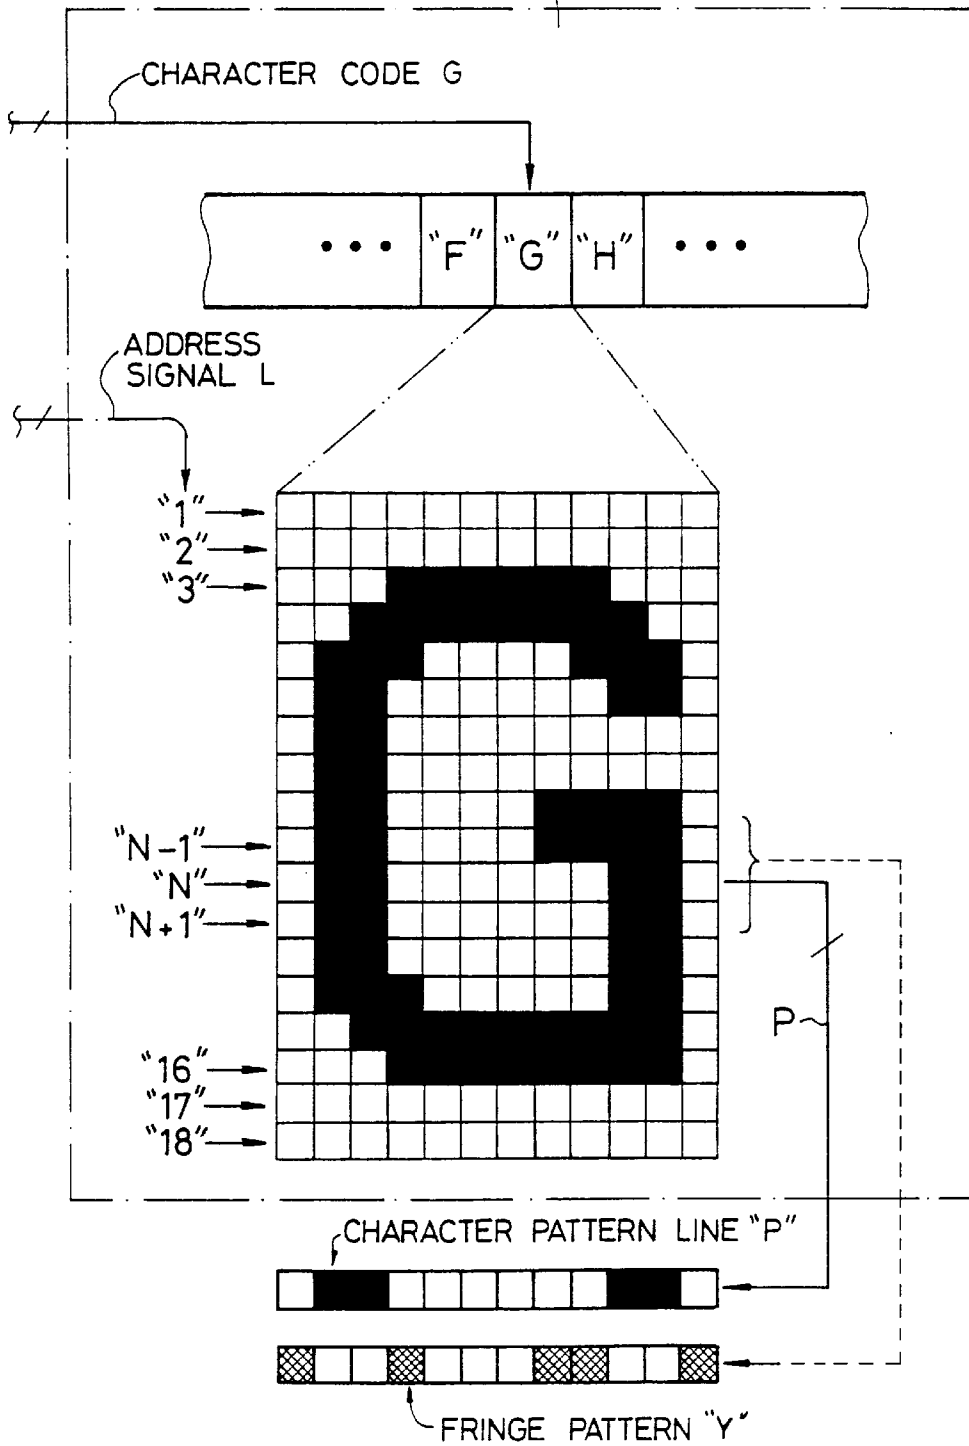 CHARACTER CODE G
••• "F" "G" "H" •••
ADDRESS
SIGNAL L
"1"
"2"
"3"
"N-1"
"N"
"N+1"
P
"16"
"17"
"18"
CHARACTER PATTERN LINE "P"
FRINGE PATTERN "Y"